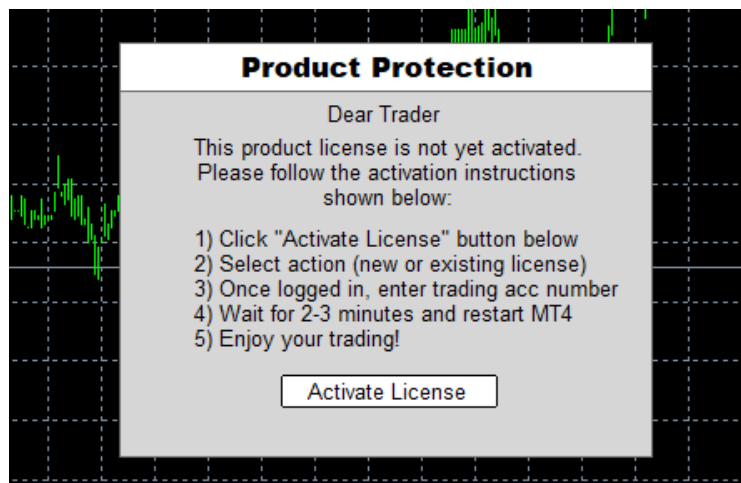 Product Protection
Dear Trader
This product license is not yet activated.
Please follow the activation instructions
shown below:
1) Click "Activate License" button below
2) Select action (new or existing license)
3) Once logged in, enter trading acc number
4) Wait for 2-3 minutes and restart MT4
5) Enjoy your trading!
Activate License